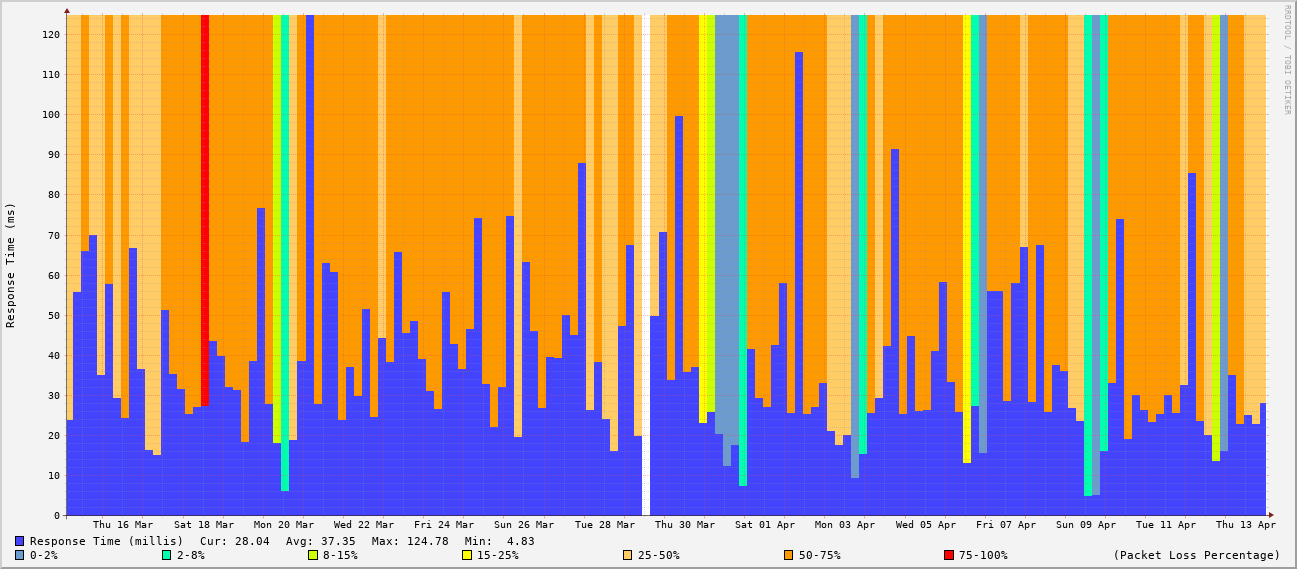 RRDTOOL / TOBI OETIKER
Response Time (ms)
120
110
100
90
80
70
60
50
40
30
20
10
0
Thu 16 Mar Sat 18 Mar Mon 20 Mar Wed 22 Mar Fri 24 Mar Sun 26 Mar Tue 28 Mar Thu 30 Mar Sat 01 Apr Mon 03 Apr Wed 05 Apr Fri 07 Apr Sun 09 Apr Tue 11 Apr Thu 13 Apr
Response Time (millis) Cur: 28.04 Avg: 37.35 Max: 124.78 Min: 4.83
0-2% 2-8% 8-15% 15-25% 25-50% 50-75% 75-100% (Packet Loss Percentage)